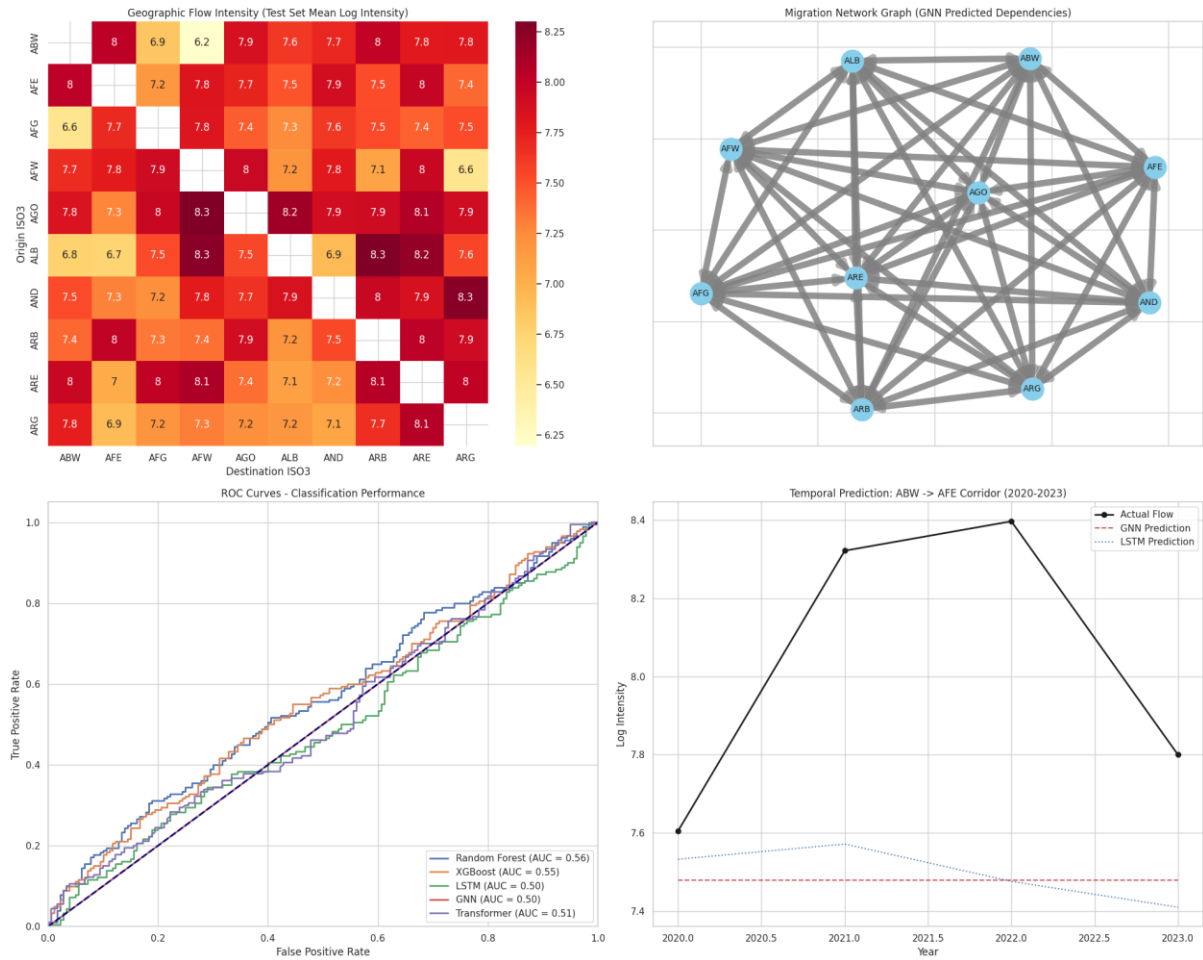 Geographic Flow Intensity (Test Set Mean Log Intensity)
Origin ISO3
ABW 8 6.9 6.2 7.9 7.6 7.7 8 7.8 7.8
AFE 8 7.2 7.8 7.7 7.5 7.9 7.5 8 7.4
AFG 6.6 7.7 7.8 7.4 7.3 7.6 7.5 7.4 7.5
AFW 7.7 7.8 7.9 8 7.2 7.8 7.1 8 6.6
AGO 7.8 7.3 8 8.3 8.2 7.9 7.9 8.1 7.9
ALB 6.8 6.7 7.5 8.3 7.5 6.9 8.3 8.2 7.6
AND 7.5 7.3 7.2 7.8 7.7 7.9 8 7.9 8.3
ARB 7.4 8 7.3 7.4 7.9 7.2 7.5 8 7.9
ARE 8 7 8 8.1 7.4 7.1 7.2 8.1 8
ARG 7.8 6.9 7.2 7.3 7.2 7.2 7.1 7.7 8.1
ABW AFE AFG AFW AGO ALB AND ARB ARE ARG
Destination ISO3
8.25
8.00
7.75
7.50
7.25
7.00
6.75
6.50
6.25
Migration Network Graph (GNN Predicted Dependencies)
ALB
ABW
AFW
AFE
AGO
ARE
AFG
AND
ARG
ARB
ROC Curves - Classification Performance
True Positive Rate
1.0
0.8
0.6
0.4
0.2
0.0
0.0 0.2 0.4 0.6 0.8 1.0
False Positive Rate
Random Forest (AUC = 0.56)
XGBoost (AUC = 0.55)
LSTM (AUC = 0.50)
GNN (AUC = 0.50)
Transformer (AUC = 0.51)
Temporal Prediction: ABW -> AFE Corridor (2020-2023)
Log Intensity
8.4
8.2
8.0
7.8
7.6
7.4
2020.0 2020.5 2021.0 2021.5 2022.0 2022.5 2023.0
Year
Actual Flow
GNN Prediction
LSTM Prediction